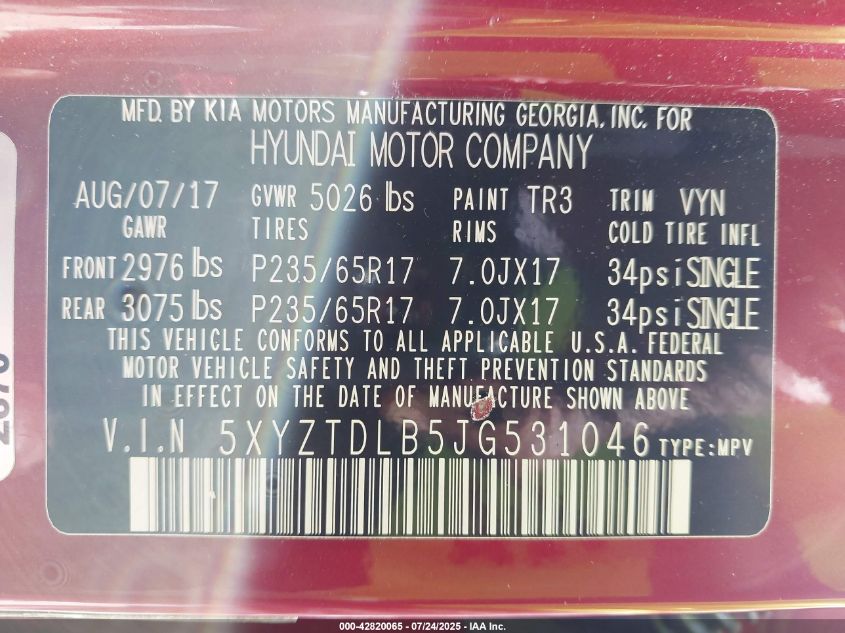 MFD. BY KIA MOTORS MANUFACTURING GEORGIA, INC. FOR
HYUNDAI MOTOR COMPANY
AUG/07/17 GVWR 5026 lbs PAINT TR3 TRIM VYN
GAWR TIRES RIMS COLD TIRE INFL
FRONT 2976 lbs P235/65R17 7.0JX17 34psi SINGLE
REAR 3075 lbs P235/65R17 7.0JX17 34psi SINGLE
THIS VEHICLE CONFORMS TO ALL APPLICABLE U.S.A. FEDERAL
MOTOR VEHICLE SAFETY AND THEFT PREVENTION STANDARDS
IN EFFECT ON THE DATE OF MANUFACTURE SHOWN ABOVE
V.I.N 5XYZTDLB5JG531046 TYPE:MPV
000-42820065 - 07/24/2025 - IAA Inc.